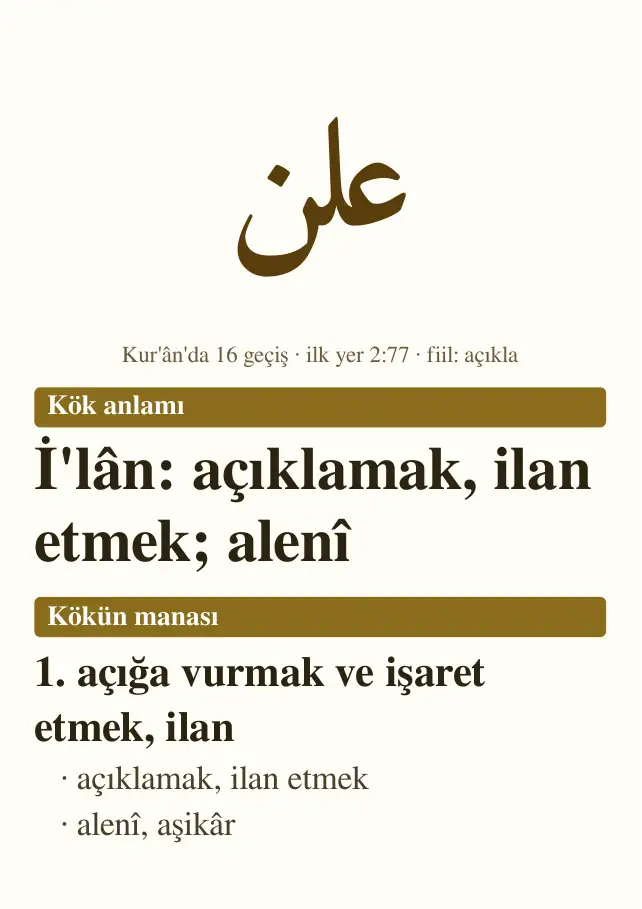 علن
Kur'ân'da 16 geçiş · ilk yer 2:77 · fiil: açıkla
Kök anlamı
İ'lân: açıklamak, ilan
etmek; alenî
Kökün manası
1. açığa vurmak ve işaret
etmek, ilan
· açıklamak, ilan etmek
· alenî, aşikâr